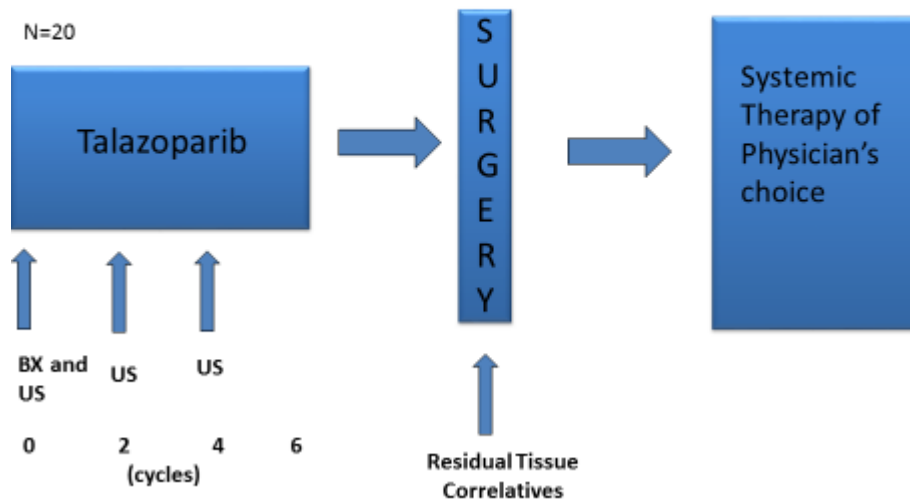 N=20
Talazoparib
S
U
R
G
E
R
Y
Systemic
Therapy of
Physician's
choice
BX and
US
US
US
0 2 4 6
(cycles)
Residual Tissue
Correlatives